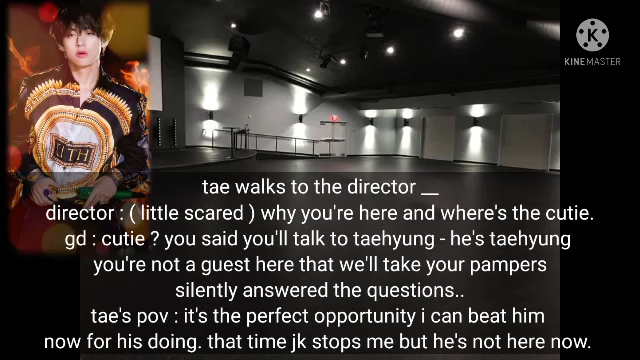 KINEMASTER
KITH
tae walks to the director __
director : ( little scared ) why you're here and where's the cutie.
gd : cutie ? you said you'll talk to taehyung - he's taehyung
you're not a guest here that we'll take your pampers
silently answered the questions..
tae's pov : it's the perfect opportunity i can beat him
now for his doing. that time jk stops me but he's not here now.